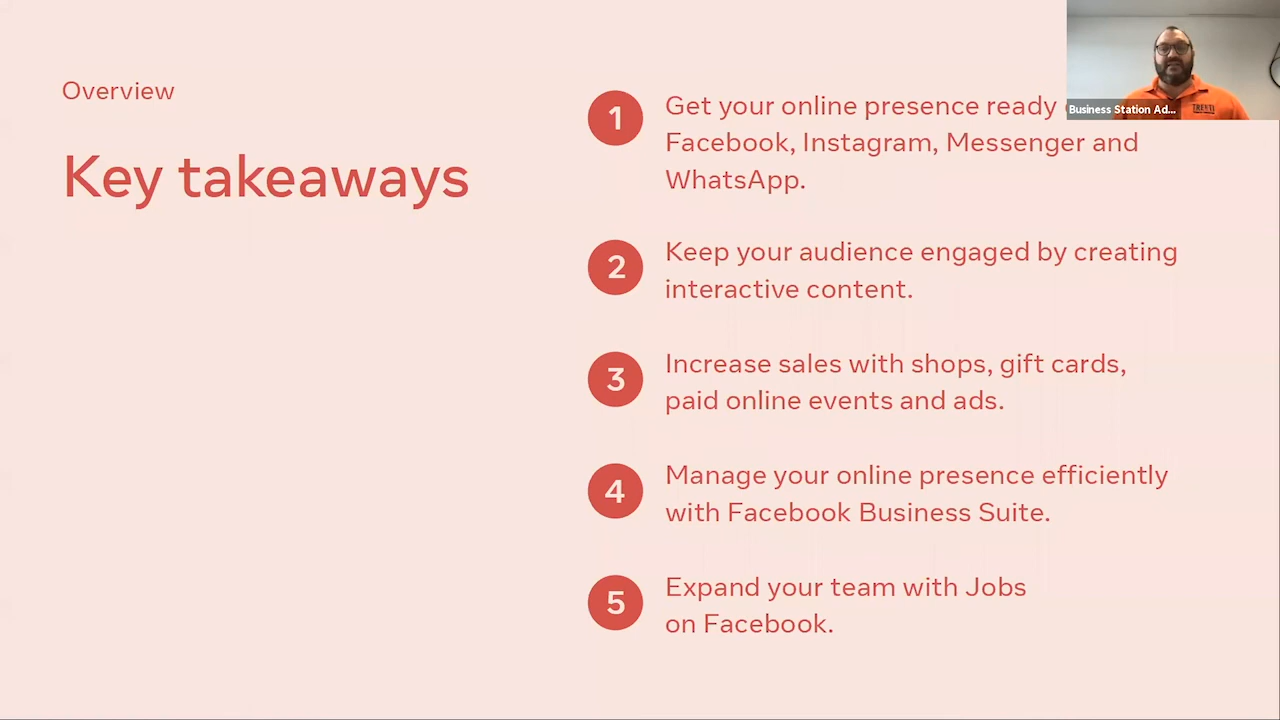 Overview
Key takeaways
1
Get your online presence ready
Facebook, Instagram, Messenger and
WhatsApp.
2
Keep your audience engaged by creating
interactive content.
3
Increase sales with shops, gift cards,
paid online events and ads.
4
Manage your online presence efficiently
with Facebook Business Suite.
5
Expand your team with Jobs
on Facebook.
Business Station Ad...